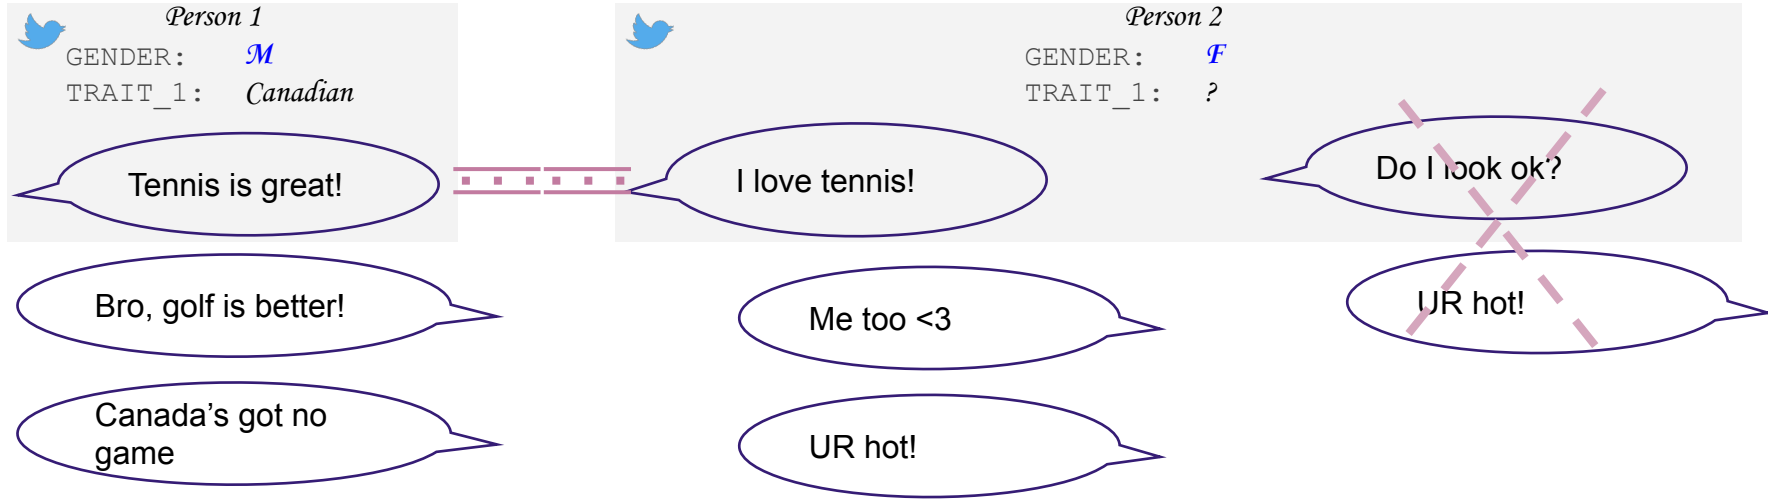 Person 1
GENDER: M
TRAIT_1: Canadian
Tennis is great!
Bro, golf is better!
Canada's got no
game
Person 2
GENDER: F
TRAIT_1: ?
I love tennis!
Me too <3
UR hot!
Do I look ok?
UR hot!